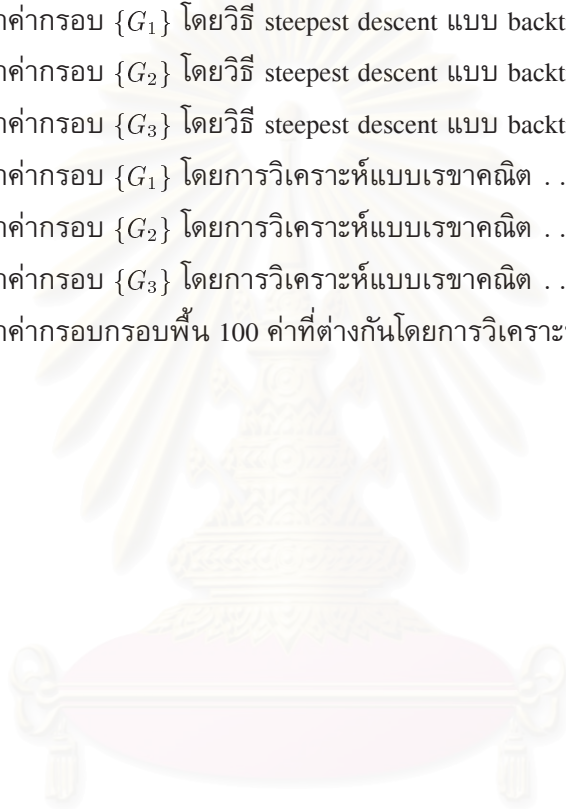 ค่ากรอบ {G₁} โดยวิธี steepest descent แบบ
ค่ากรอบ {G₂} โดยวิธี steepest descent แบบ
ค่ากรอบ {G₃} โดยวิธี steepest descent แบบ
ค่ากรอบ {G₁} โดยการวิเคราะห์แบบเรขาคณิต . .
ค่ากรอบ {G₂} โดยการวิเคราะห์แบบเรขาคณิต . .
ค่ากรอบ {G₃} โดยการวิเคราะห์แบบเรขาคณิต . .
ค่ากรอบกรอบพื้น 100 ค่าที่ต่างกันโดยการ